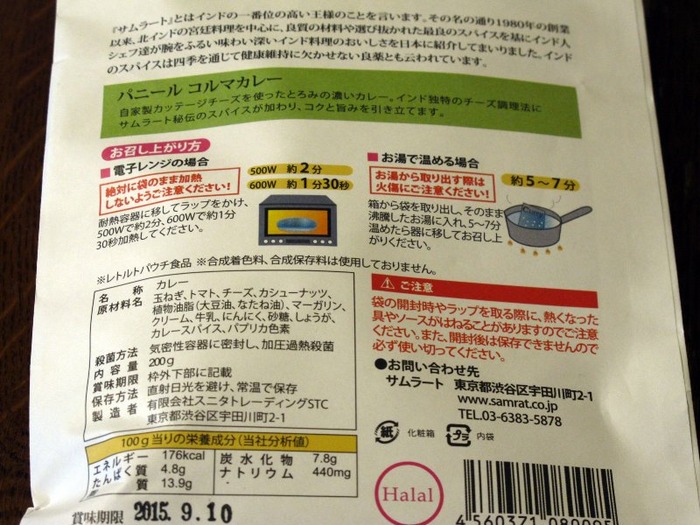 『サムラート』とはインドの一番位の高い王様のことを言います。その名の通り1980年の創業
以来、北インドの宮廷料理を中心に、良質の材料や選び抜かれた最良のスパイスを基にインド人
シェフ達が腕をふるい味わい深いインド料理のおいしさを日本に紹介してまいりました。インド
のスパイスは四季を通じて健康維持に欠かせない良薬とも云われています。
パニール コルマカレー
自家製カッテージチーズを使ったとろみの濃いカレー。インド独特のチーズ調理法に
サムラート秘伝のスパイスが加わり、コクと旨みを引き立てます。
お召し上がり方
■電子レンジの場合
500W 約2分
600W 約1分30秒
絶対に袋のまま加熱
しないようご注意ください!
耐熱容器に移してラップをかけ、
500Wで約2分、600Wで約1分
30秒加熱してください。
■お湯で温める場合
お湯から取り出す際は
火傷にご注意ください!
約5〜7分
箱から袋を取り出し、そのまま
沸騰したお湯に入れ、5〜7分
温めたら器に移してお召し上
がりください。
※レトルトパウチ食品 ※合成着色料、合成保存料は使用しておりません。
名称 カレー
原材料名 玉ねぎ、トマト、チーズ、カシューナッツ、
植物油脂(大豆油、なたね油)、マーガリン、
クリーム、牛乳、にんにく、砂糖、しょうが、
カレースパイス、パプリカ色素
殺菌方法 気密性容器に密封し、加圧過熱殺菌
内容量 200g
賞味期限 枠外下部に記載
保存方法 直射日光を避け、常温で保存
製造者 有限会社スニタトレーディングSTC
東京都渋谷区宇田川町2-1
⚠ご注意
袋の開封時やラップを取る際に、熱くなった
具やソースがはねることがありますのでご注意
ください。また、開封後は保存できませんので
必ず使い切ってください。
●お問い合わせ先
サムラート 東京都渋谷区宇田川町2-1
www.samrat.co.jp
TEL.03-6383-5878
紙 化粧箱 プラ 内袋
100g当りの栄養成分(当社分析値)
エネルギー 176kcal 炭水化物 7.8g
たんぱく質 4.8g ナトリウム 440mg
質 13.9g -
Halal
賞味期限 2015.9.10